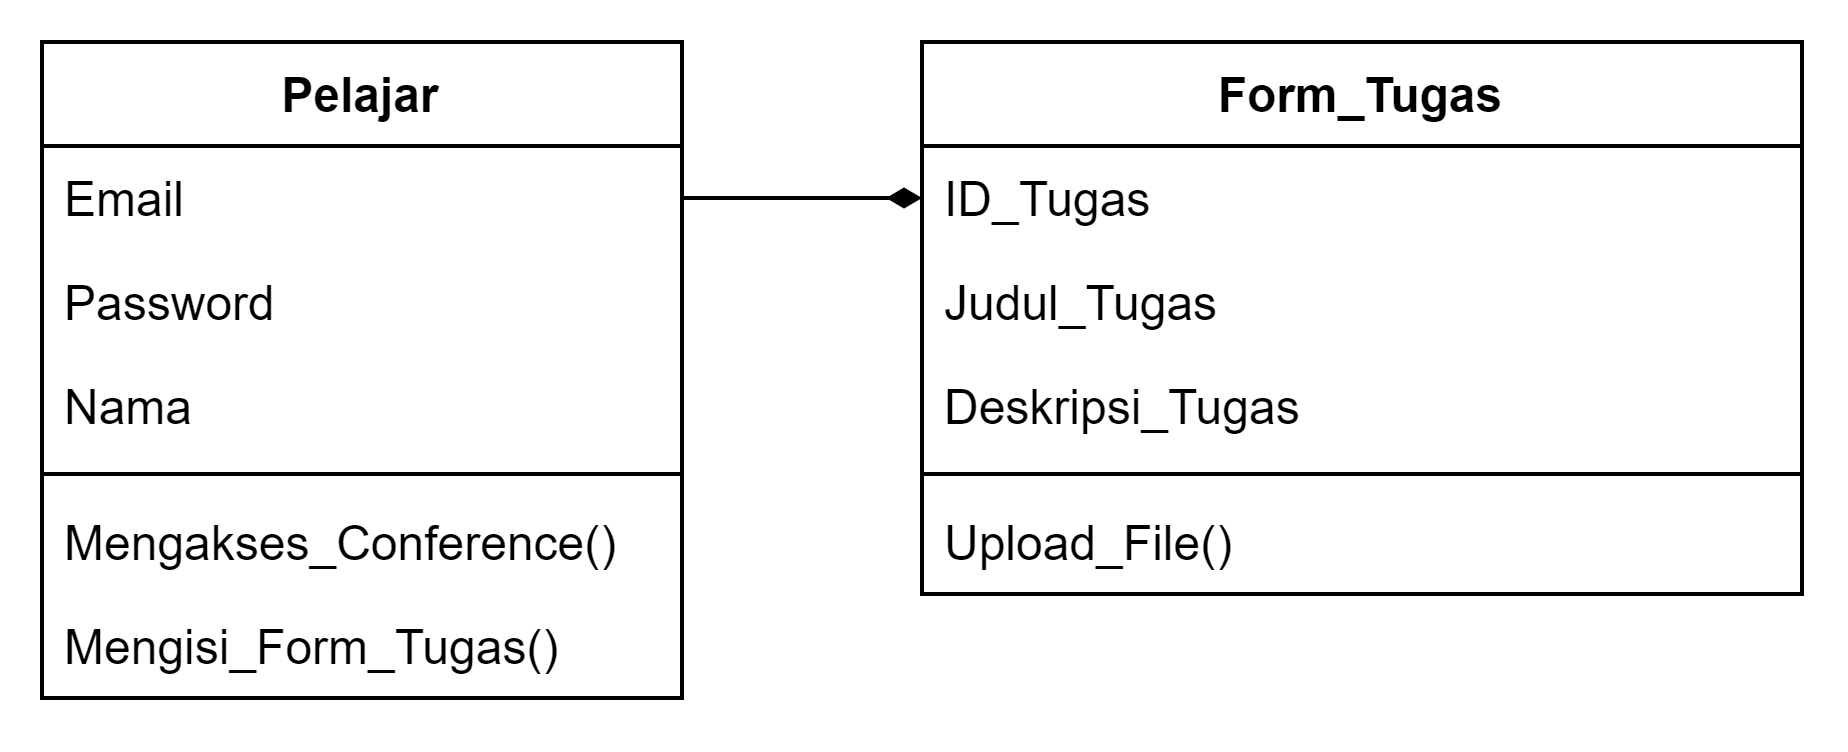 Pelajar
Email
Password
Nama
Mengakses_Conference()
Mengisi_Form_Tugas()
Form_Tugas
ID_Tugas
Judul_Tugas
Deskripsi_Tugas
Upload_File()